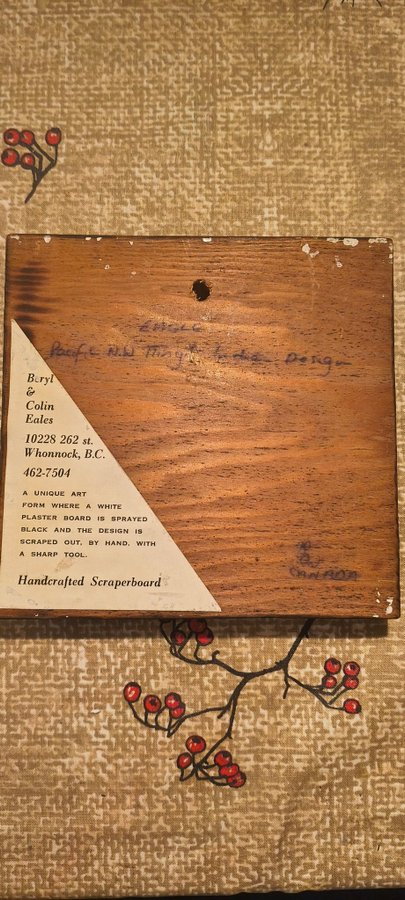 EAGLE
Pacific N.W Indian Design
Beryl
&
Colin
Eales
10228 262 st.
Whonnock, B.C.
462-7504
A UNIQUE ART
FORM WHERE A WHITE
PLASTER BOARD IS SPRAYED
BLACK AND THE DESIGN IS
SCRAPED OUT, BY HAND, WITH
A SHARP TOOL.
Handcrafted Scraperboard
CANADA